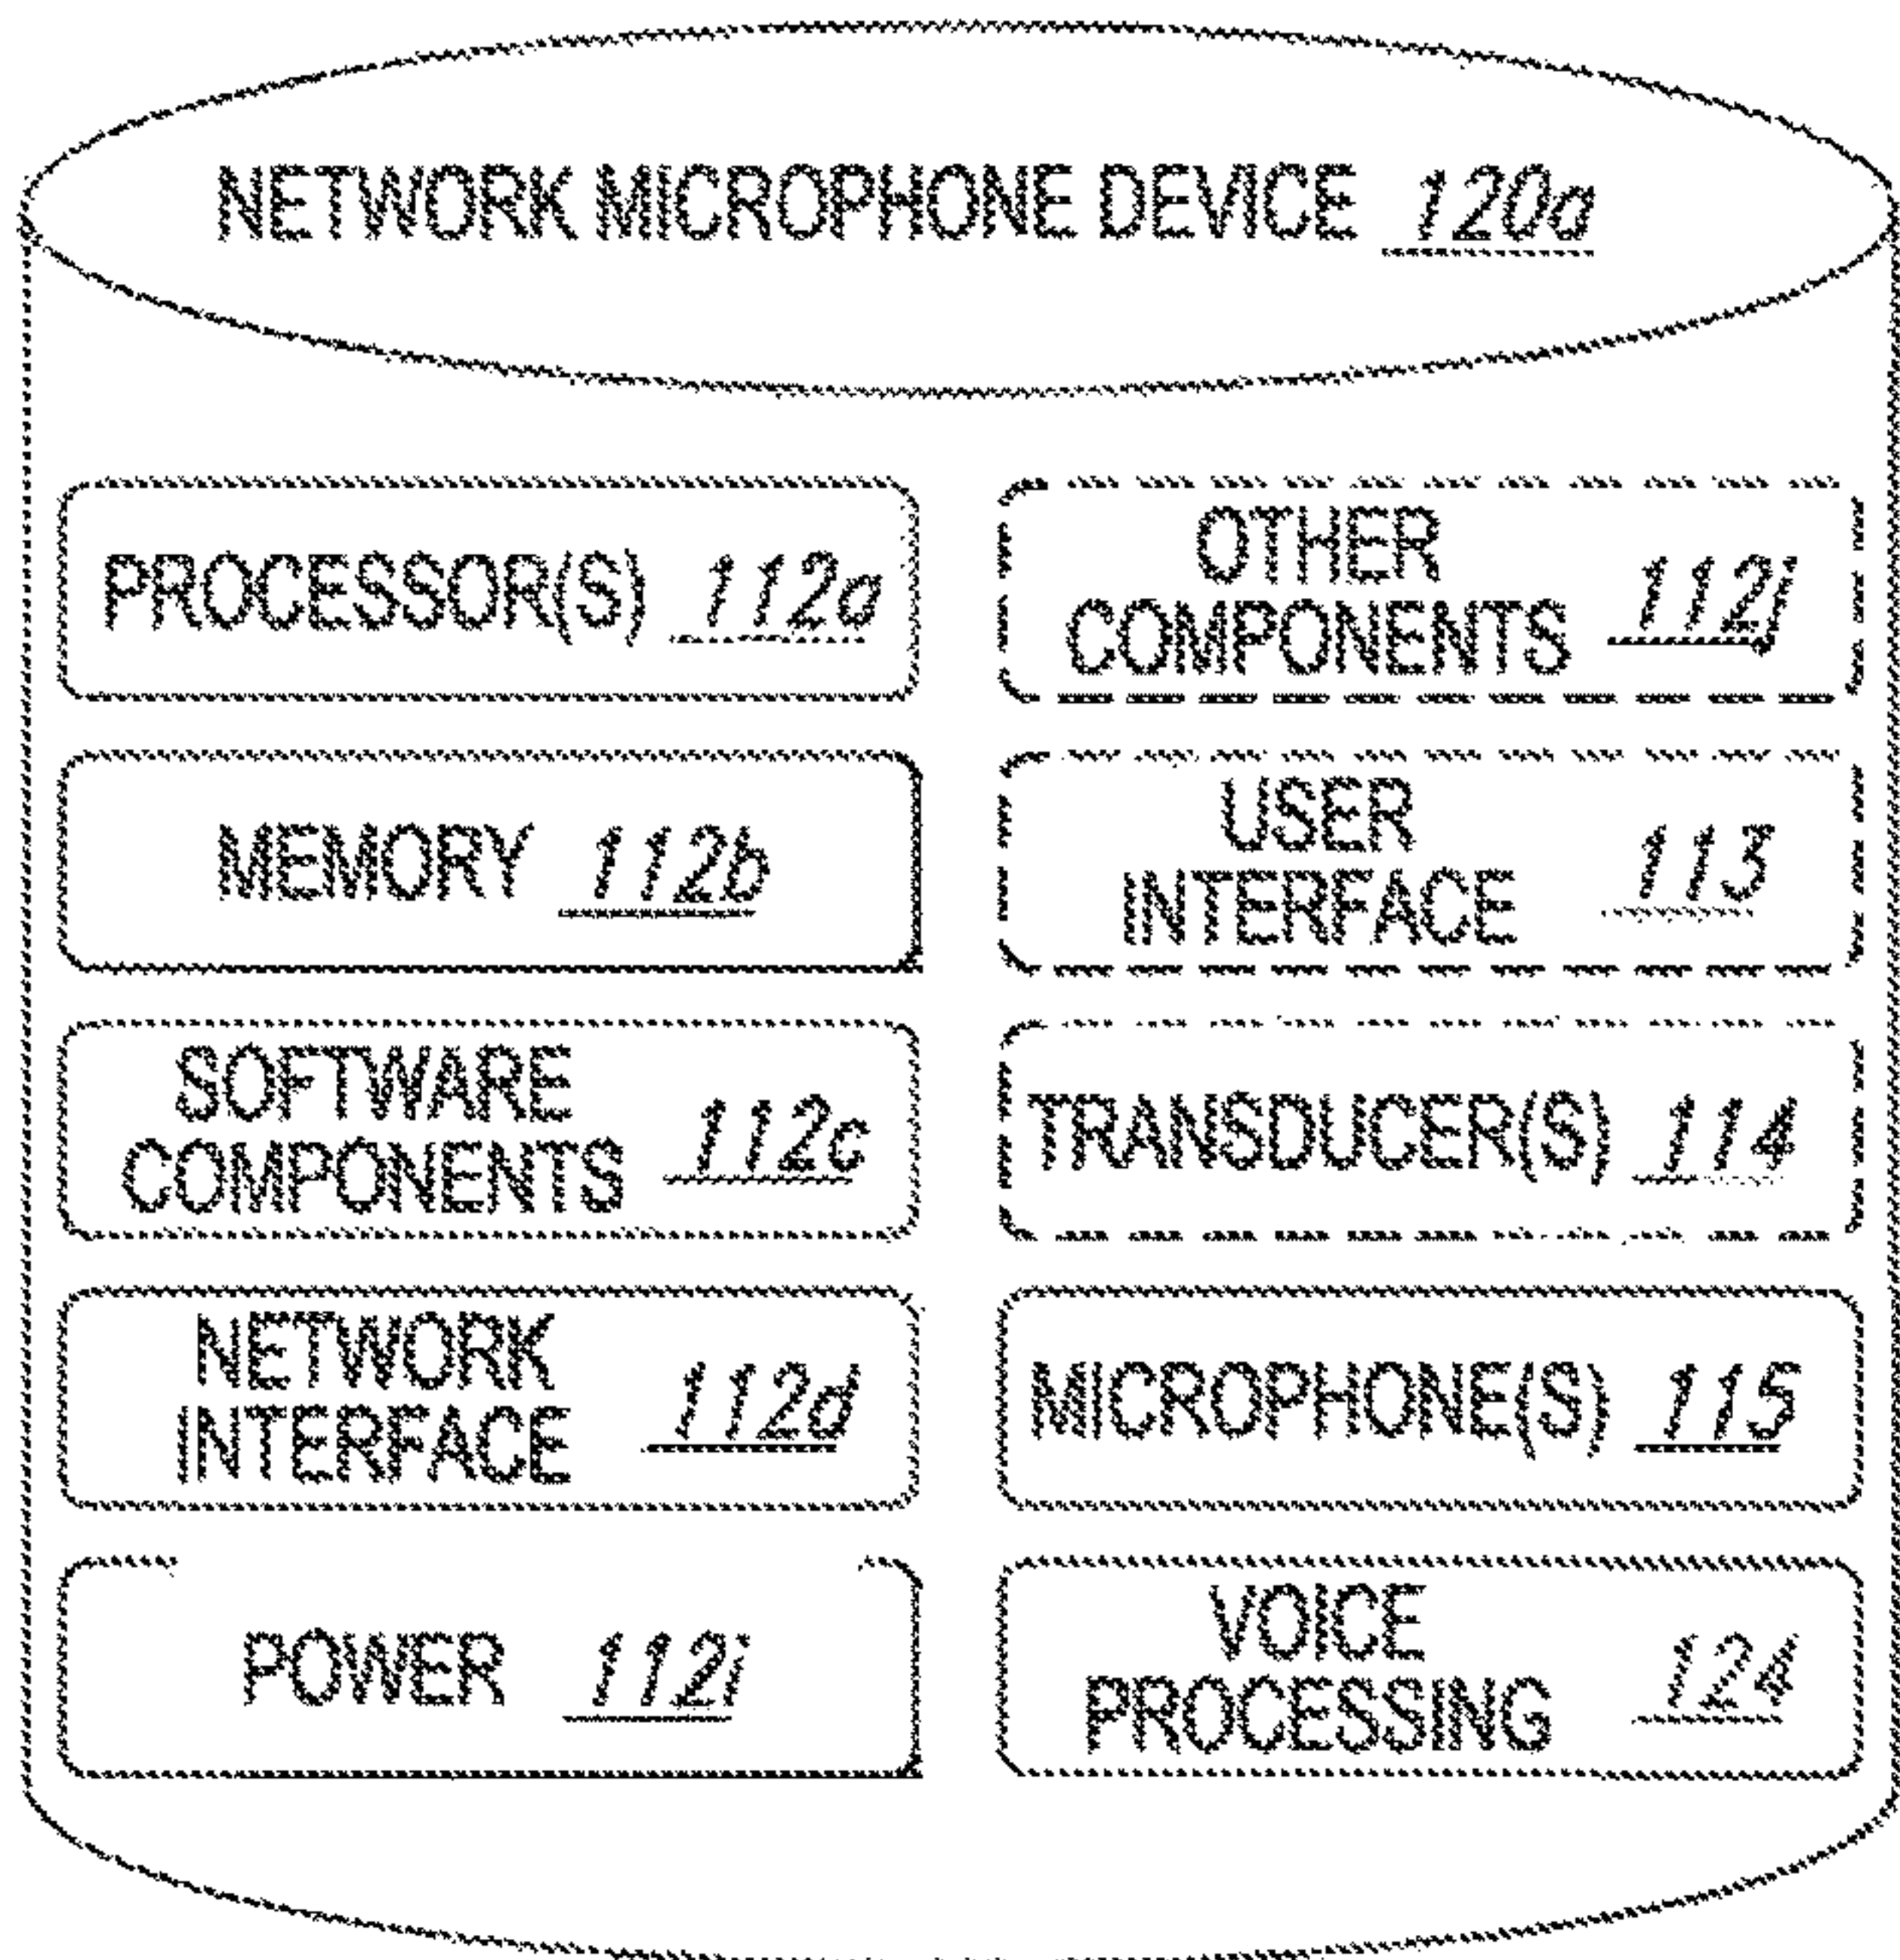 NETWORK MICROPHONE DEVICE 120a
PROCESSOR(S) 112a
MEMORY 112b
SOFTWARE
COMPONENTS 112c
NETWORK
INTERFACE 112d
POWER 112i
OTHER
COMPONENTS 112j
USER
INTERFACE 113
TRANSDUCER(S) 114
MICROPHONE(S) 115
VOICE
PROCESSING 124